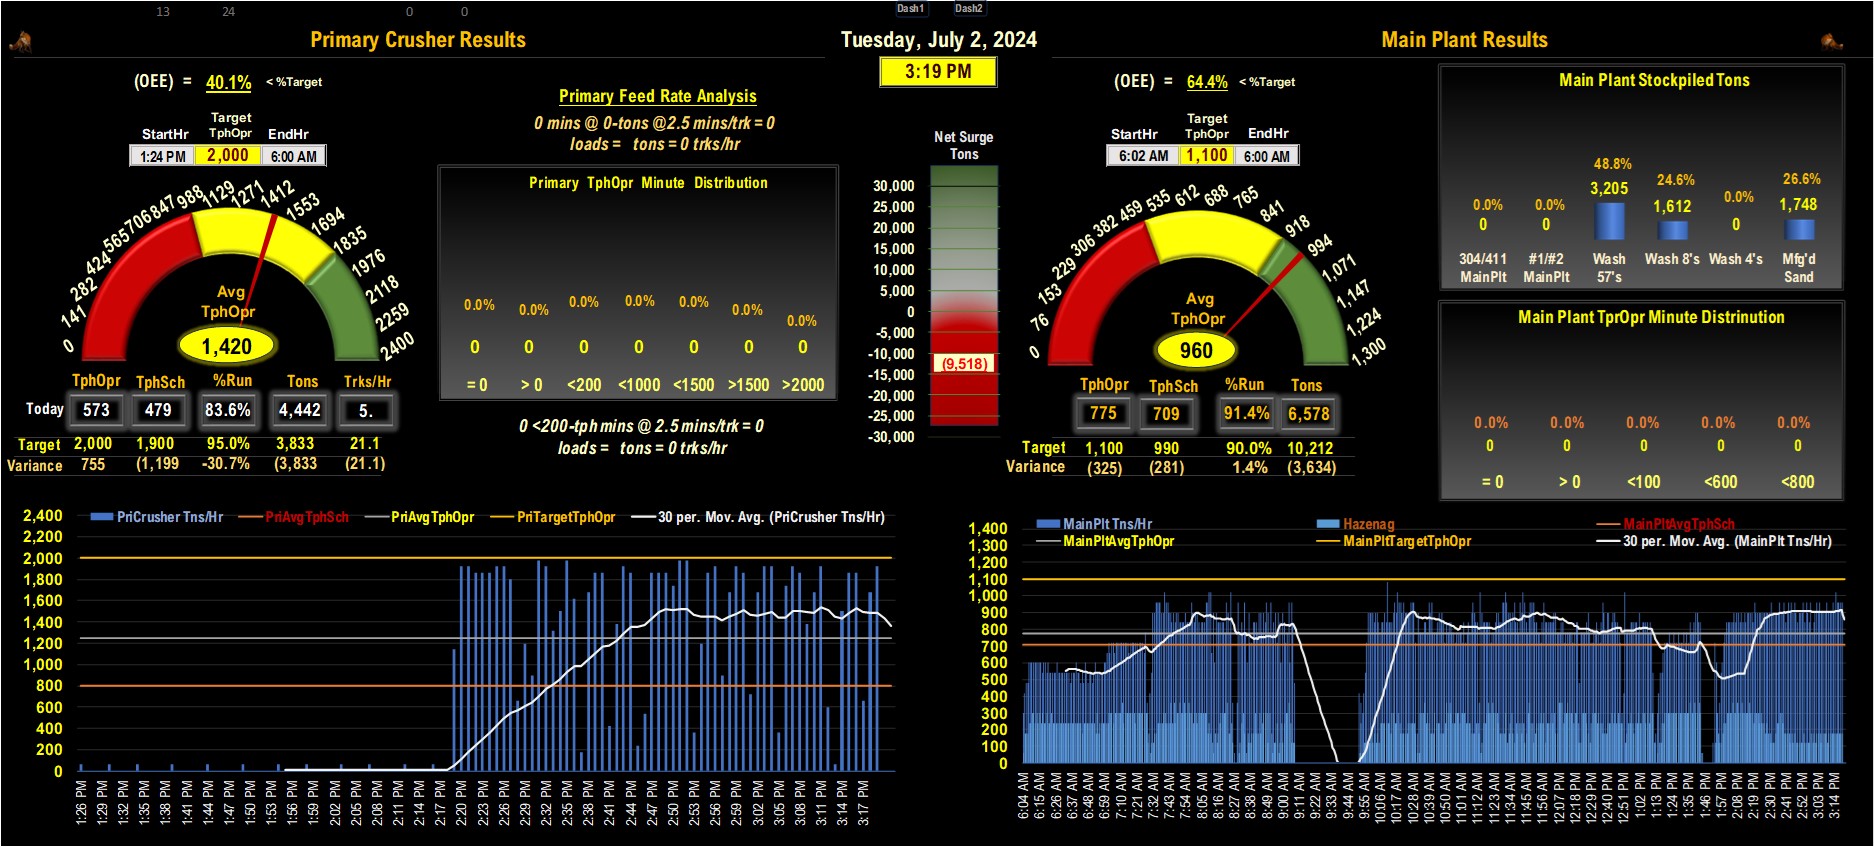 13 24 0 0 Dash1 Dash2
Primary Crusher Results
Tuesday, July 2, 2024
Main Plant Results
3:19 PM
(OEE) = 40.1% < %Target
Target
StartHr TphOpr EndHr
1:24 PM 2,000 6:00 AM
0 141 282 424 565 706 847 988 1129 1271 1412 1553 1694 1835 1976 2118 2259 2400
Avg
TphOpr
1,420
TphOpr TphSch %Run Tons Trks/Hr
Today 573 479 83.6% 4,442 5.
Target 2,000 1,900 95.0% 3,833 21.1
Variance 755 (1,199 -30.7% (3,833 (21.1)
Primary Feed Rate Analysis
0 mins @ 0-tons @2.5 mins/trk = 0
loads = tons = 0 trks/hr
Primary TphOpr Minute Distribution
0.0% 0.0% 0.0% 0.0% 0.0% 0.0% 0.0%
0 0 0 0 0 0 0
= 0 > 0 <200 <1000 <1500 >1500 >2000
0 <200-tph mins @ 2.5 mins/trk = 0
loads = tons = 0 trks/hr
Net Surge
Tons
30,000
25,000
20,000
15,000
10,000
5,000
0
-5,000
-10,000
(9,518)
-15,000
-20,000
-25,000
-30,000
(OEE) = 64.4% < %Target
Target
StartHr TphOpr EndHr
6:02 AM 1,100 6:00 AM
0 76 153 229 306 382 459 535 612 688 765 841 918 994 1,071 1,147 1,224 1,300
Avg
TphOpr
960
TphOpr TphSch %Run Tons
775 709 91.4% 6,578
Target 1,100 990 90.0% 10,212
Variance (325) (281) 1.4% (3,634)
Main Plant Stockpiled Tons
0.0% 0.0% 48.8% 24.6% 0.0% 26.6%
0 0 3,205 1,612 0 1,748
304/411 #1/#2 Wash Wash 8's Wash 4's Mfg'd
MainPlt MainPlt 57's Sand
Main Plant TprOpr Minute Distrinution
0.0% 0.0% 0.0% 0.0% 0.0%
0 0 0 0 0
= 0 > 0 <100 <600 <800
PriCrusher Tns/Hr PriAvgTphSch PriAvgTphOpr PriTargetTphOpr 30 per. Mov. Avg. (PriCrusher Tns/Hr)
2,400
2,200
2,000
1,800
1,600
1,400
1,200
1,000
800
600
400
200
0
1:26 PM 1:29 PM 1:32 PM 1:35 PM 1:38 PM 1:41 PM 1:44 PM 1:47 PM 1:50 PM 1:53 PM 1:56 PM 1:59 PM 2:02 PM 2:05 PM 2:08 PM 2:11 PM 2:14 PM 2:17 PM 2:20 PM 2:23 PM 2:26 PM 2:29 PM 2:32 PM 2:35 PM 2:38 PM 2:41 PM 2:44 PM 2:47 PM 2:50 PM 2:53 PM 2:56 PM 2:59 PM 3:02 PM 3:05 PM 3:08 PM 3:11 PM 3:14 PM 3:17 PM
MainPlt Tns/Hr Hazenag MainPltAvgTphSch
MainPltAvgTphOpr MainPltTargetTphOpr 30 per. Mov. Avg. (MainPlt Tns/Hr)
1,400
1,300
1,200
1,100
1,000
900
800
700
600
500
400
300
200
100
0
6:04 AM 6:15 AM 6:26 AM 6:37 AM 6:48 AM 6:59 AM 7:10 AM 7:21 AM 7:32 AM 7:43 AM 7:54 AM 8:05 AM 8:16 AM 8:27 AM 8:38 AM 8:49 AM 9:00 AM 9:11 AM 9:22 AM 9:33 AM 9:44 AM 9:55 AM 10:06 AM 10:17 AM 10:28 AM 10:39 AM 10:50 AM 11:01 AM 11:12 AM 11:23 AM 11:34 AM 11:45 AM 11:56 AM 12:07 PM 12:18 PM 12:29 PM 12:40 PM 12:51 PM 1:02 PM 1:13 PM 1:24 PM 1:35 PM 1:46 PM 1:57 PM 2:08 PM 2:19 PM 2:30 PM 2:41 PM 2:52 PM 3:03 PM 3:14 PM